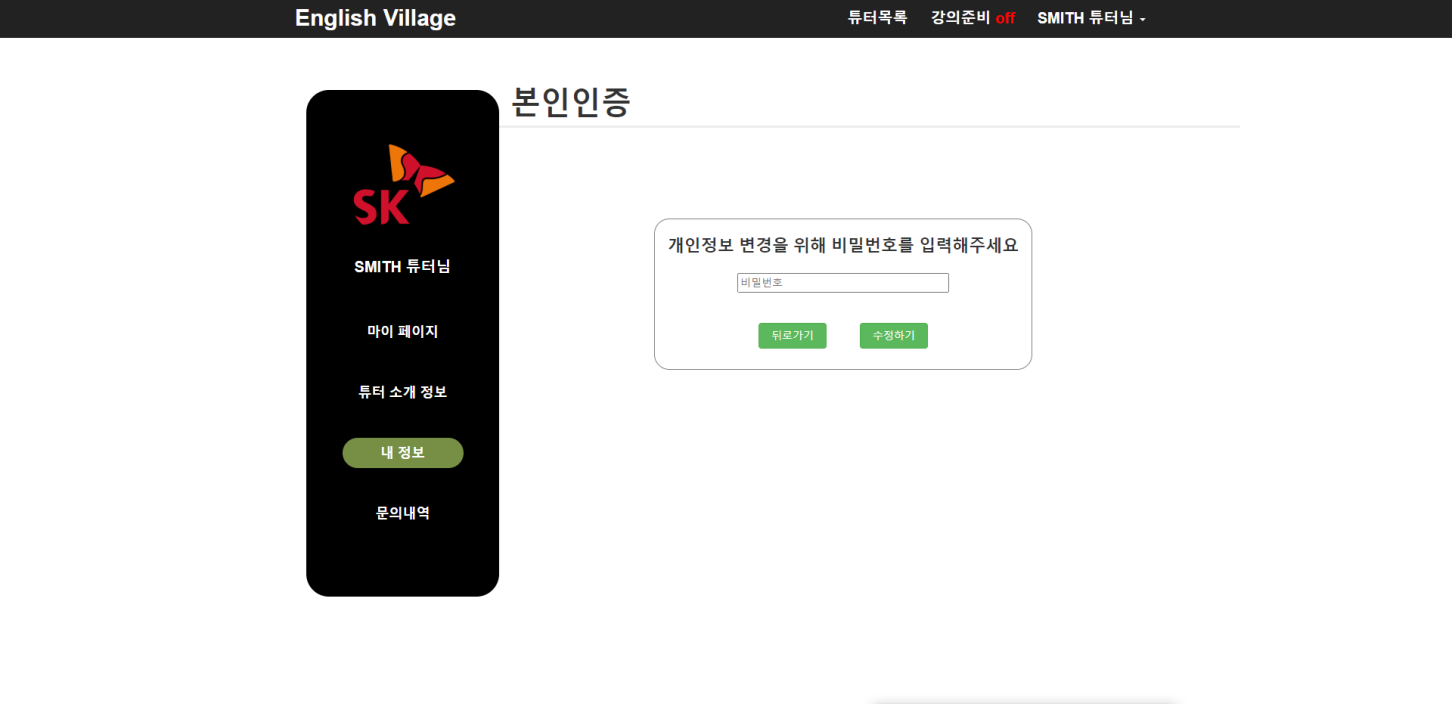 English Village
튜터목록 강의준비 off SMITH 튜터님
본인인증
SK
SMITH 튜터님
마이 페이지
튜터 소개 정보
내 정보
문의내역
개인정보 변경을 위해 비밀번호를 입력해주세요
비밀번호
뒤로가기 수정하기